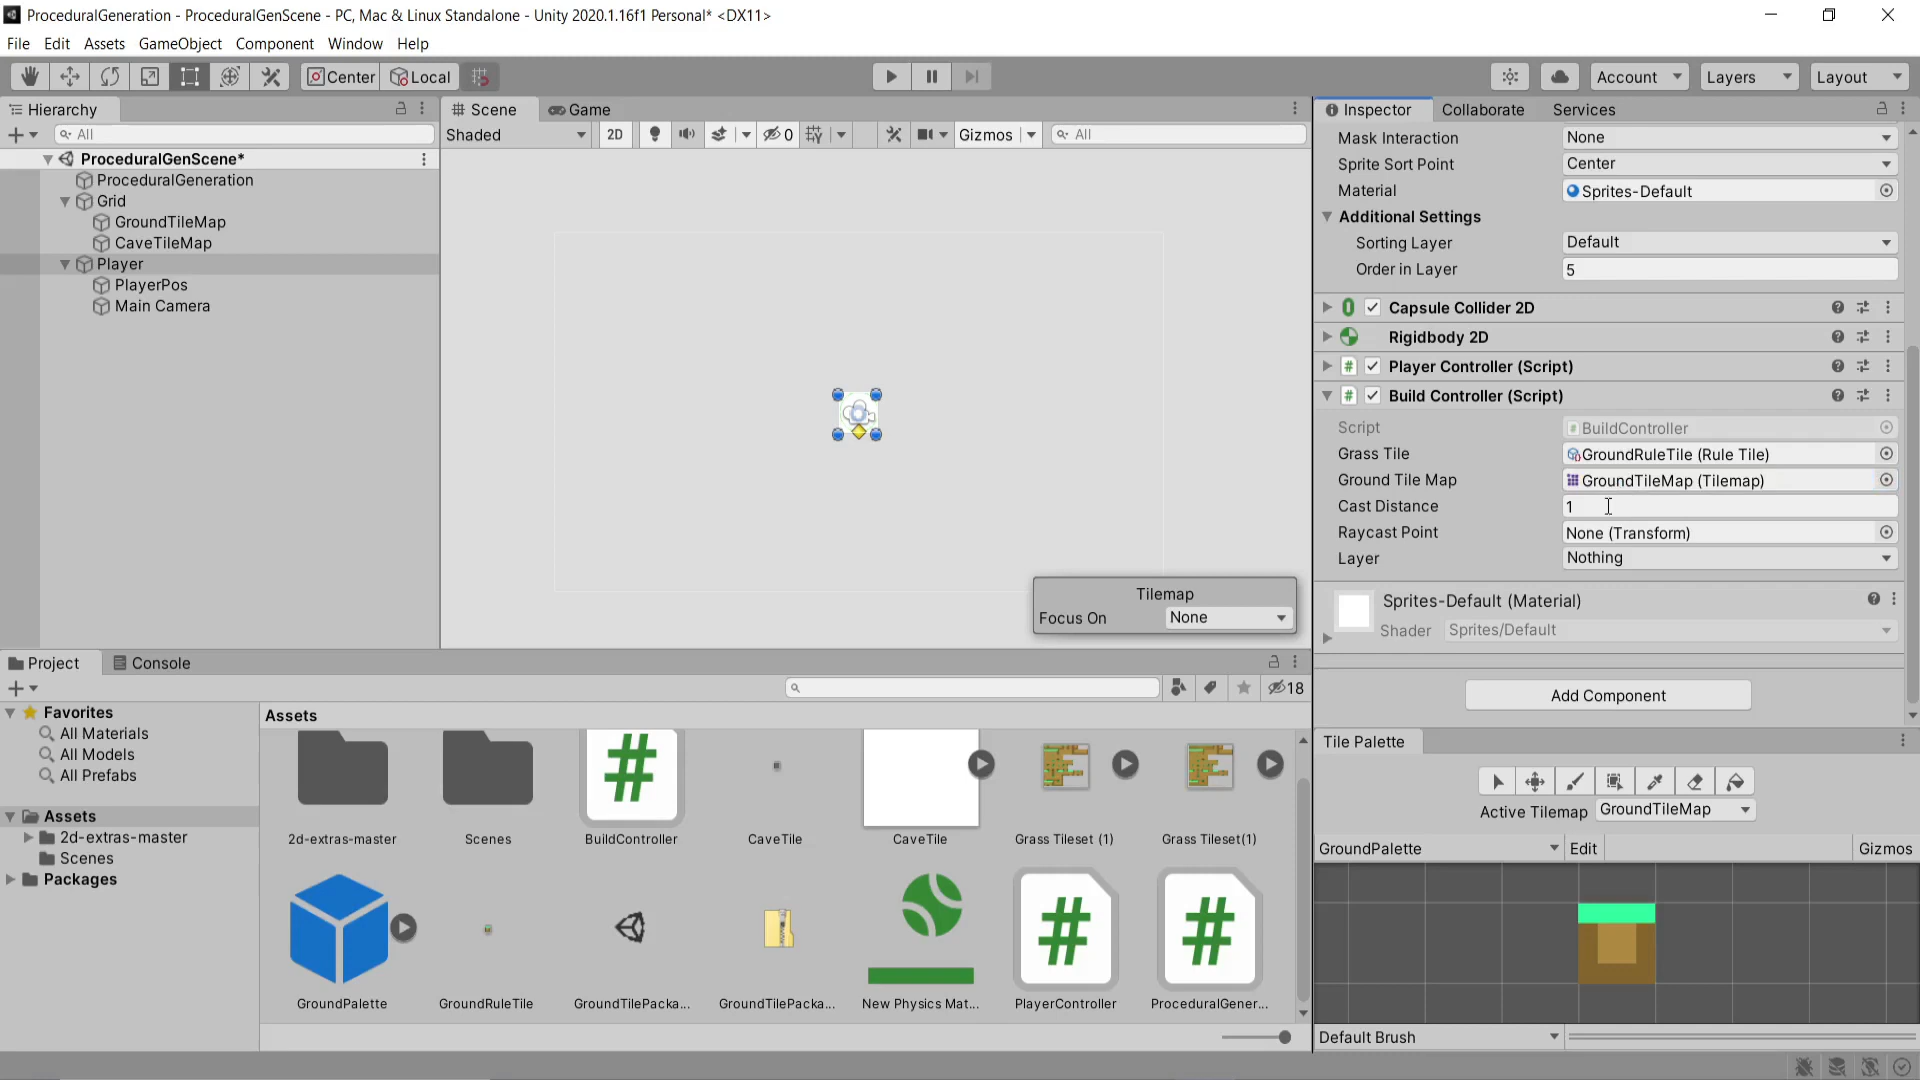 ProceduralGeneration - ProceduralGenScene - PC, Mac & Linux Standalone - Unity 2020.1.16f1 Personal* <DX11>
File Edit Assets GameObject Component Window Help
Center Local Account Layers Layout
Hierarchy
All
ProceduralGenScene*
ProceduralGeneration
Grid
GroundTileMap
CaveTileMap
Player
PlayerPos
Main Camera
Scene Game
Shaded 2D 0 Gizmos All
Tilemap
Focus On None
Inspector Collaborate Services
Mask Interaction None
Sprite Sort Point Center
Material Sprites-Default
Additional Settings
Sorting Layer Default
Order in Layer 5
Capsule Collider 2D
Rigidbody 2D
# Player Controller (Script)
# Build Controller (Script)
Script # BuildController
Grass Tile GroundRuleTile (Rule Tile)
Ground Tile Map GroundTileMap (Tilemap)
Cast Distance 1
Raycast Point None (Transform)
Layer Nothing
Sprites-Default (Material)
Shader Sprites/Default
Add Component
Project Console
18
Favorites
All Materials
All Models
All Prefabs
Assets
2d-extras-master
Scenes
Packages
Assets
2d-extras-master Scenes BuildController CaveTile CaveTile Grass Tileset (1) Grass Tileset(1)
GroundPalette GroundRuleTile GroundTilePacka... GroundTilePacka... New Physics Mat... PlayerController ProceduralGener...
Tile Palette
Active Tilemap GroundTileMap
GroundPalette Edit Gizmos
Default Brush